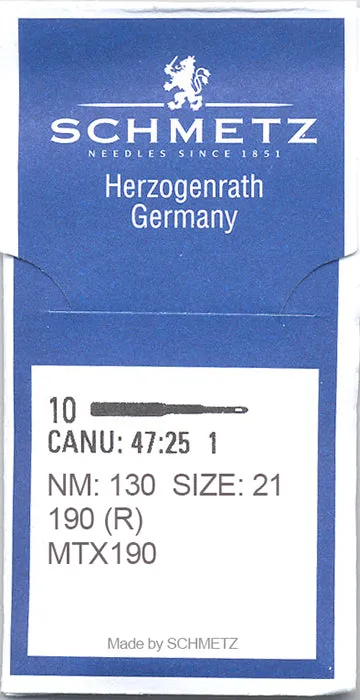 SCHMETZ
NEEDLES SINCE 1851
Herzogenrath
Germany
10
CANU: 47:25 1
NM: 130 SIZE: 21
190 (R)
MTX190
Made by SCHMETZ